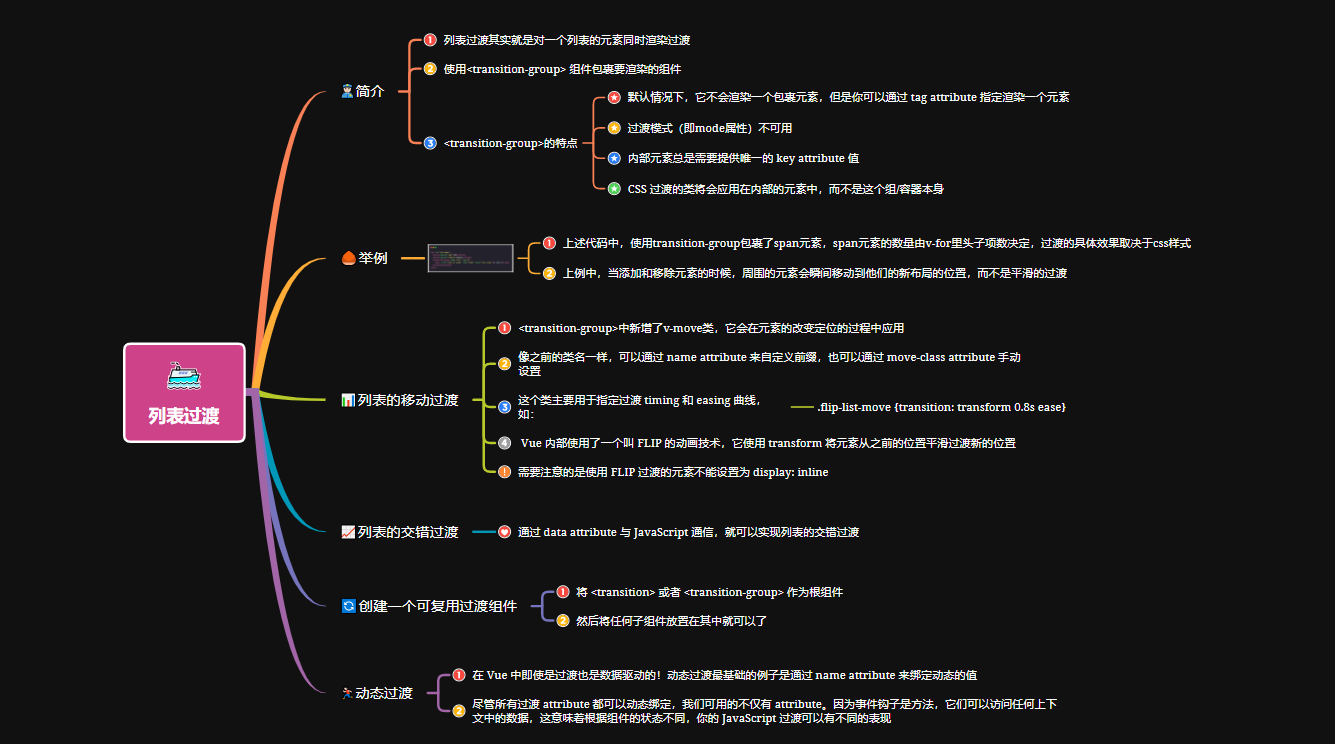 列表过渡
简介
列表过渡其实就是对一个列表的元素同时渲染过渡
使用<transition-group> 组件包裹要渲染的组件
<transition-group>的特点
默认情况下，它不会渲染一个包裹元素，但是你可以通过 tag attribute 指定渲染一个元素
过渡模式（即mode属性）不可用
内部元素总是需要提供唯一的 key attribute 值
CSS 过渡的类将会应用在内部的元素中，而不是这个组/容器本身
举例
上述代码中，使用transition-group包裹了span元素，span元素的数量由v-for里头子项数决定，过渡的具体效果取决于css样式
上例中，当添加和移除元素的时候，周围的元素会瞬间移动到他们的新布局的位置，而不是平滑的过渡
列表的移动过渡
<transition-group>中新增了v-move类，它会在元素的改变定位的过程中应用
像之前的类名一样，可以通过 name attribute 来自定义前缀，也可以通过 move-class attribute 手动
设置
这个类主要用于指定过渡 timing 和 easing 曲线，
如：
.flip-list-move {transition: transform 0.8s ease}
Vue 内部使用了一个叫 FLIP 的动画技术，它使用 transform 将元素从之前的位置平滑过渡新的位置
需要注意的是使用 FLIP 过渡的元素不能设置为 display: inline
列表的交错过渡
通过 data attribute 与 JavaScript 通信，就可以实现列表的交错过渡
创建一个可复用过渡组件
将 <transition> 或者 <transition-group> 作为根组件
然后将任何子组件放置在其中就可以了
动态过渡
在 Vue 中即使是过渡也是数据驱动的！动态过渡最基础的例子是通过 name attribute 来绑定动态的值
尽管所有过渡 attribute 都可以动态绑定，我们可用的不仅有 attribute。因为事件钩子是方法，它们可以访问任何上下
文中的数据，这意味着根据组件的状态不同，你的 JavaScript 过渡可以有不同的表现